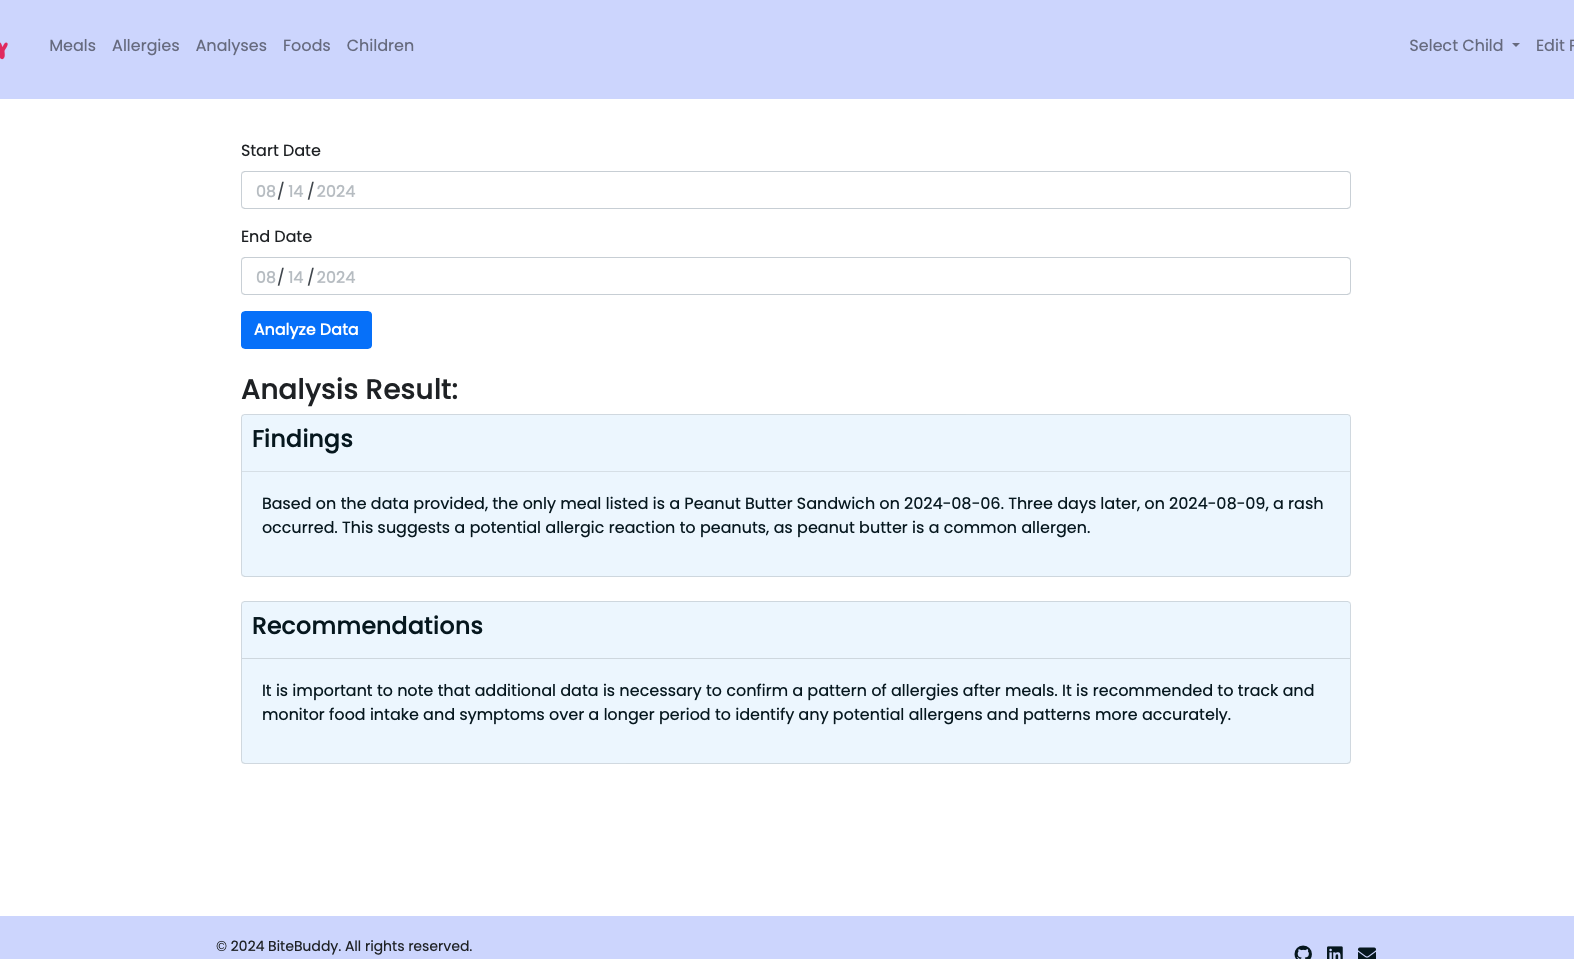 Meals Allergies Analyses Foods Children Select Child Edit
Start Date
08/14/2024
End Date
08/14/2024
Analyze Data
Analysis Result:
Findings
Based on the data provided, the only meal listed is a Peanut Butter Sandwich on 2024-08-06. Three days later, on 2024-08-09, a rash
occurred. This suggests a potential allergic reaction to peanuts, as peanut butter is a common allergen.
Recommendations
It is important to note that additional data is necessary to confirm a pattern of allergies after meals. It is recommended to track and
monitor food intake and symptoms over a longer period to identify any potential allergens and patterns more accurately.
© 2024 BiteBuddy. All rights reserved.